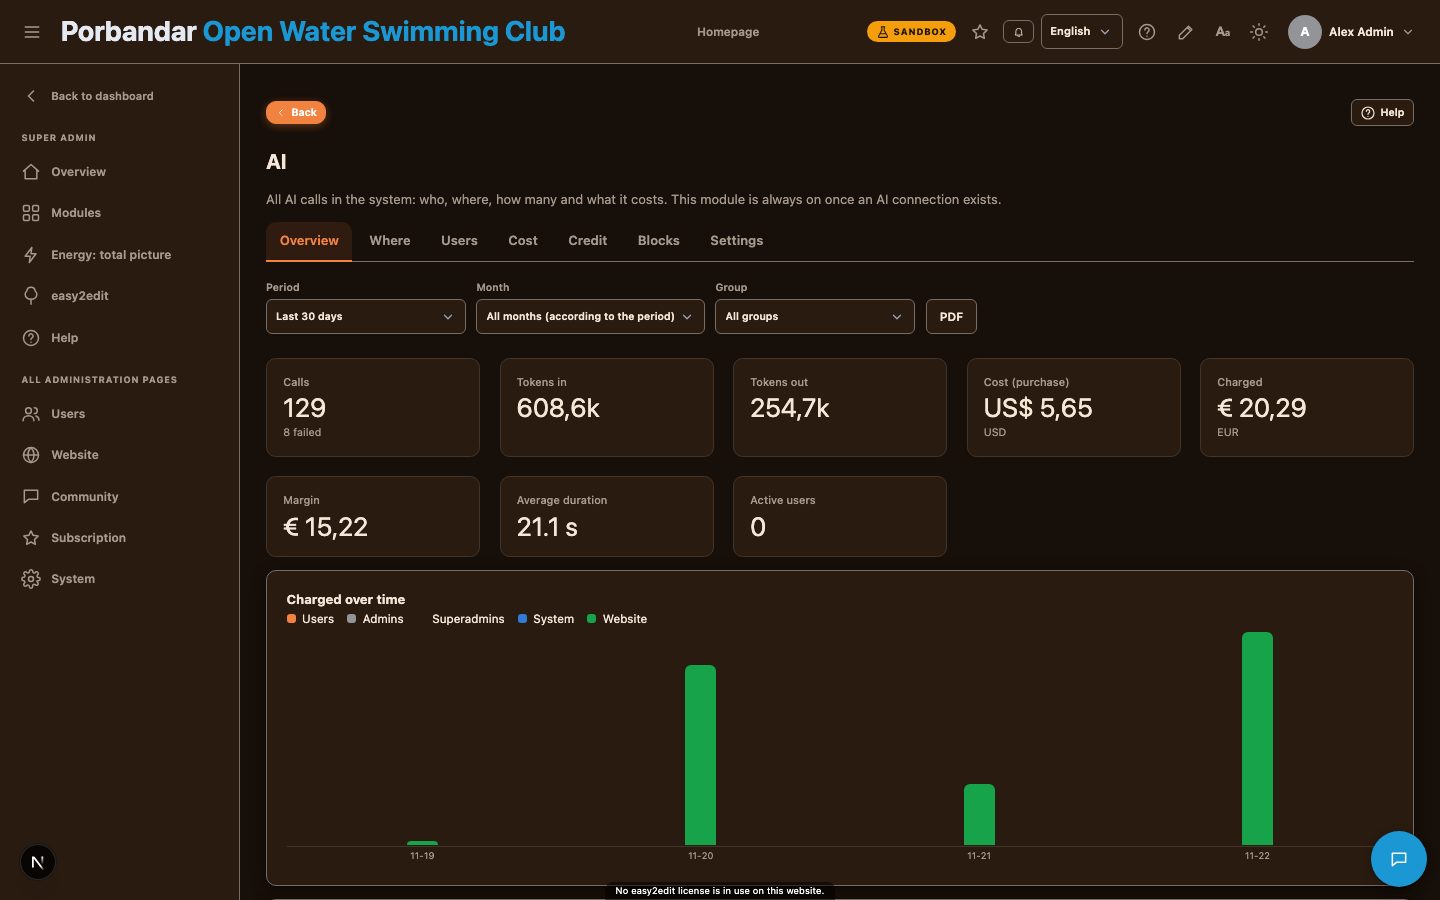 Porbandar Open Water Swimming Club
Homepage
SANDBOX
English
Aa
A
Alex Admin
Back to dashboard
SUPER ADMIN
Overview
Modules
Energy: total picture
easy2edit
Help
ALL ADMINISTRATION PAGES
Users
Website
Community
Subscription
System
N
Back
Help
AI
All AI calls in the system: who, where, how many and what it costs. This module is always on once an AI connection exists.
Overview Where Users Cost Credit Blocks Settings
Period Month Group
Last 30 days All months (according to the period) All groups PDF
Calls
129
8 failed
Tokens in
608,6k
Tokens out
254,7k
Cost (purchase)
US$ 5,65
USD
Charged
€ 20,29
EUR
Margin
€ 15,22
Average duration
21.1 s
Active users
0
Charged over time
Users Admins Superadmins System Website
11-19 11-20 11-21 11-22
No easy2edit license is in use on this website.